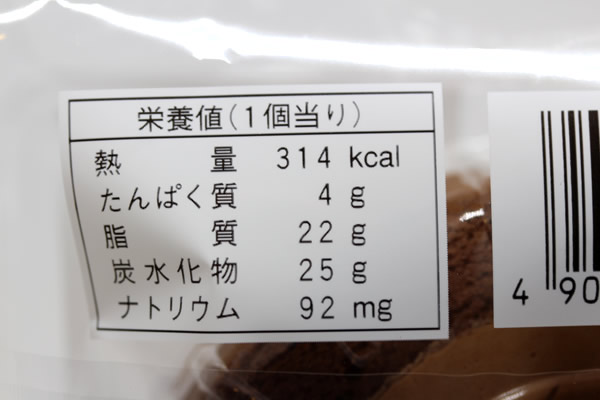 栄養値(1個当り)
熱量 314 kcal
たんぱく質 4 g
脂質 22 g
炭水化物 25 g
ナトリウム 92 mg
4 90